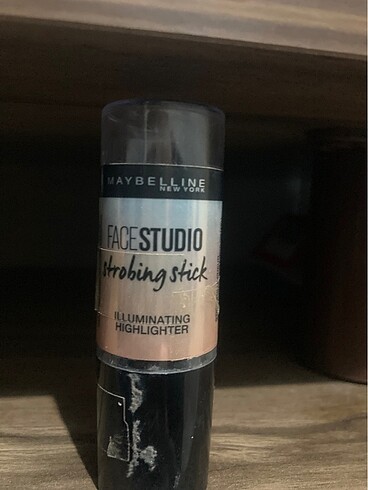 MAYBELLINE
NEW YORK
FACESTUDIO
strobing stick
ILLUMINATING
HIGHLIGHTER